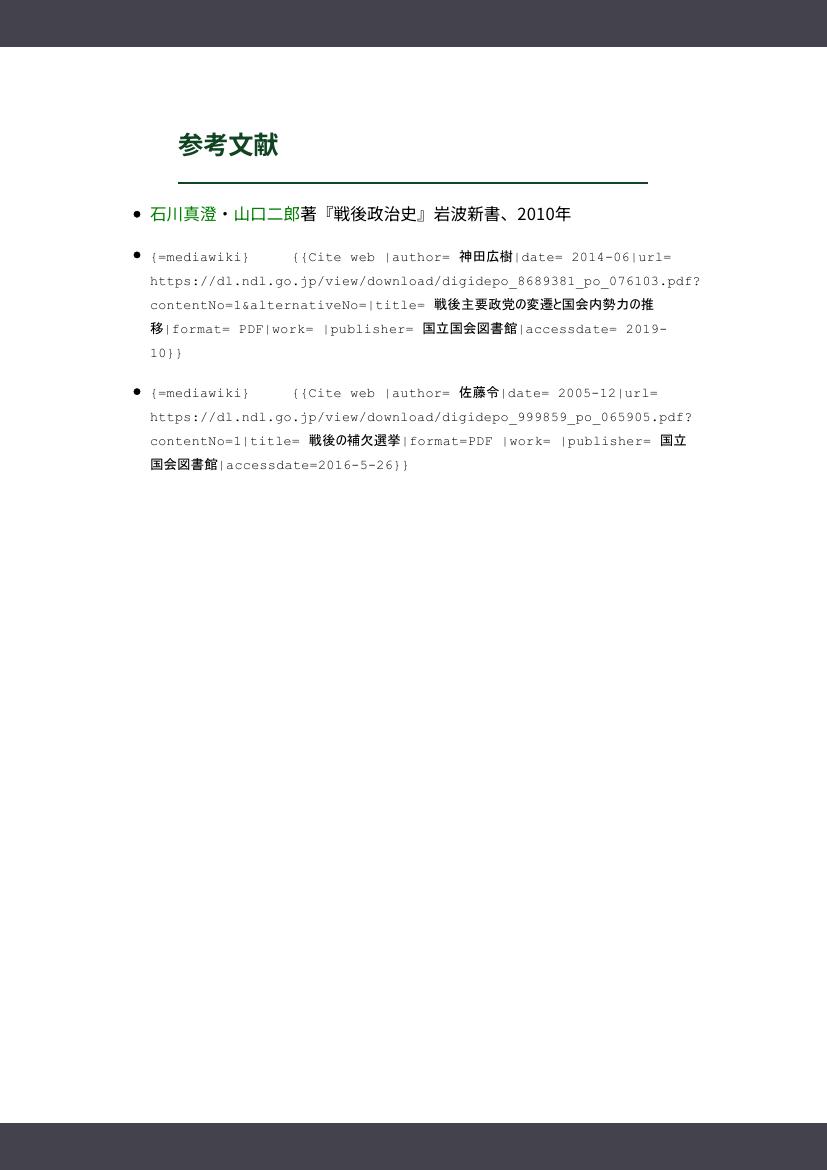 参考文献
• 石川真澄・山口二郎著『戦後政治史』岩波新書、2010年
• {=mediawiki} {{Cite web |author= 神田広樹|date= 2014-06|url=
https://dl.ndl.go.jp/view/download/digidepo_8689381_po_076103.pdf?
contentNo=1&alternativeNo=|title= 戦後主要政党の変遷と国会内勢力の推
移|format= PDF|work= |publisher= 国立国会図書館|accessdate= 2019-
10}}
• {=mediawiki} {{Cite web |author= 佐藤令|date= 2005-12|url=
https://dl.ndl.go.jp/view/download/digidepo_999859_po_065905.pdf?
contentNo=1|title= 戦後の補欠選挙|format=PDF |work= |publisher= 国立
国会図書館|accessdate=2016-5-26}}